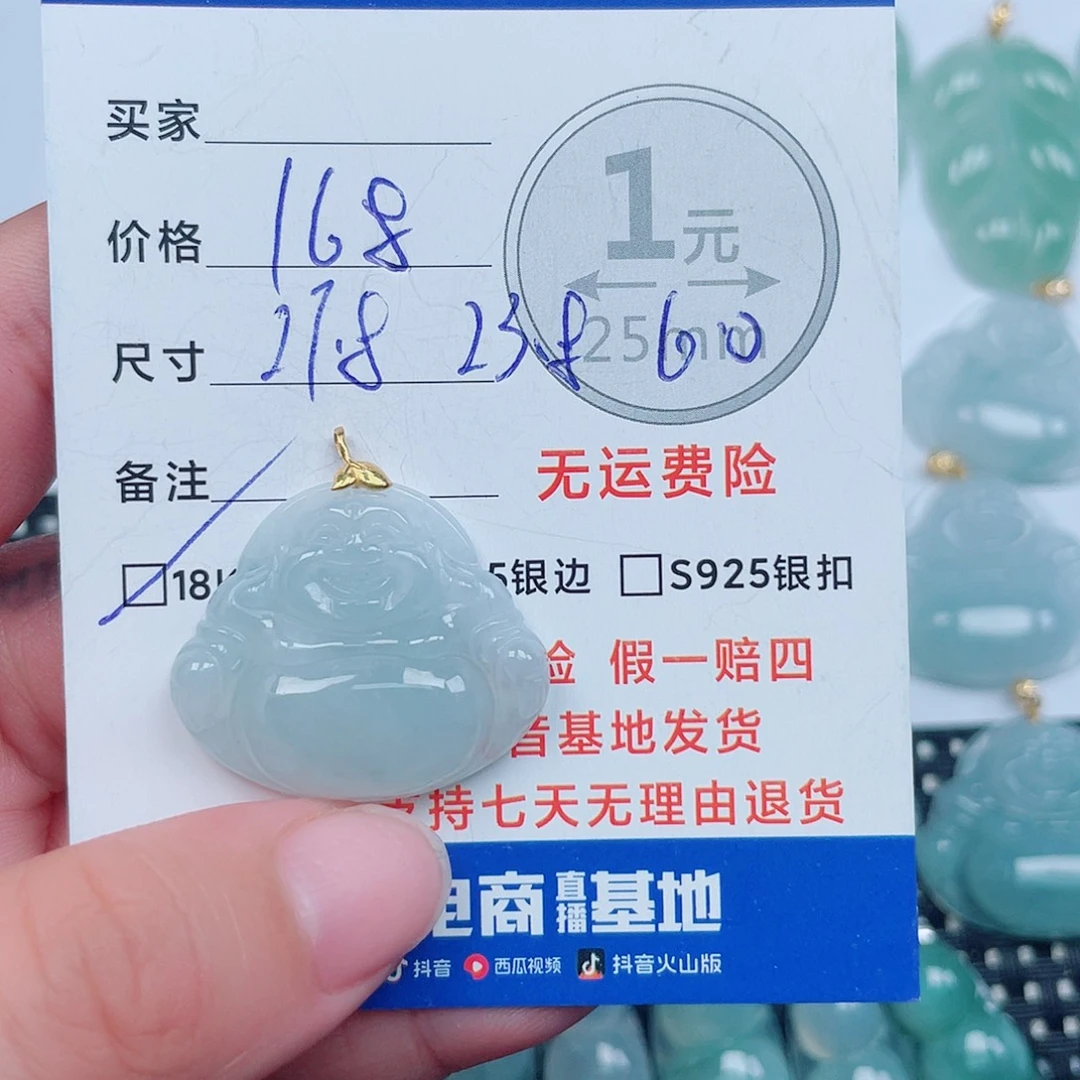 买家
价格 168
1元
25mm
尺寸 27.8 23.8 6.0
备注
无运费险
18K
银边 S925银扣
险 假一赔四
音基地发货
支持七天无理由退货
电商直播基地
抖音 西瓜视频 抖音火山版